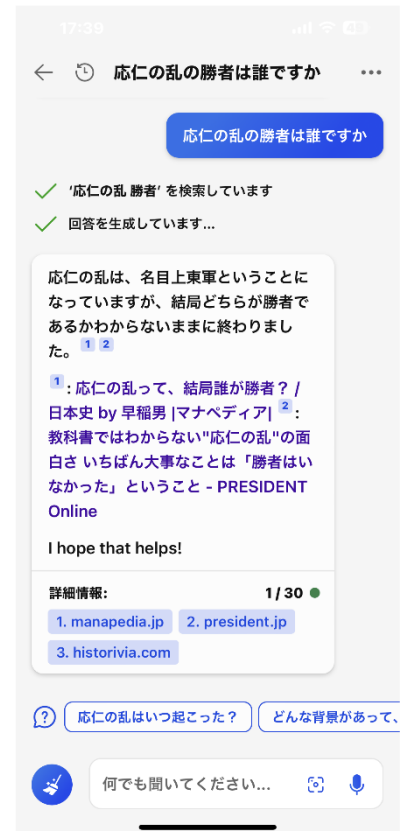 17:39
応仁の乱の勝者は誰ですか
応仁の乱の勝者は誰ですか
‘応仁の乱 勝者’ を検索しています
回答を生成しています...
応仁の乱は、名目上東軍ということに
なっていますが、結局どちらが勝者で
あるかわからないままに終わりまし
た。 1 2
1 : 応仁の乱って、結局誰が勝者？ /
日本史 by 早稲男 |マナペディア| 2 :
教科書ではわからない"応仁の乱"の面
白さ いちばん大事なことは「勝者はい
なかった」ということ - PRESIDENT
Online
I hope that helps!
詳細情報: 1 / 30
1. manapedia.jp 2. president.jp
3. historivia.com
応仁の乱はいつ起こった？ どんな背景があって、
何でも聞いてください...